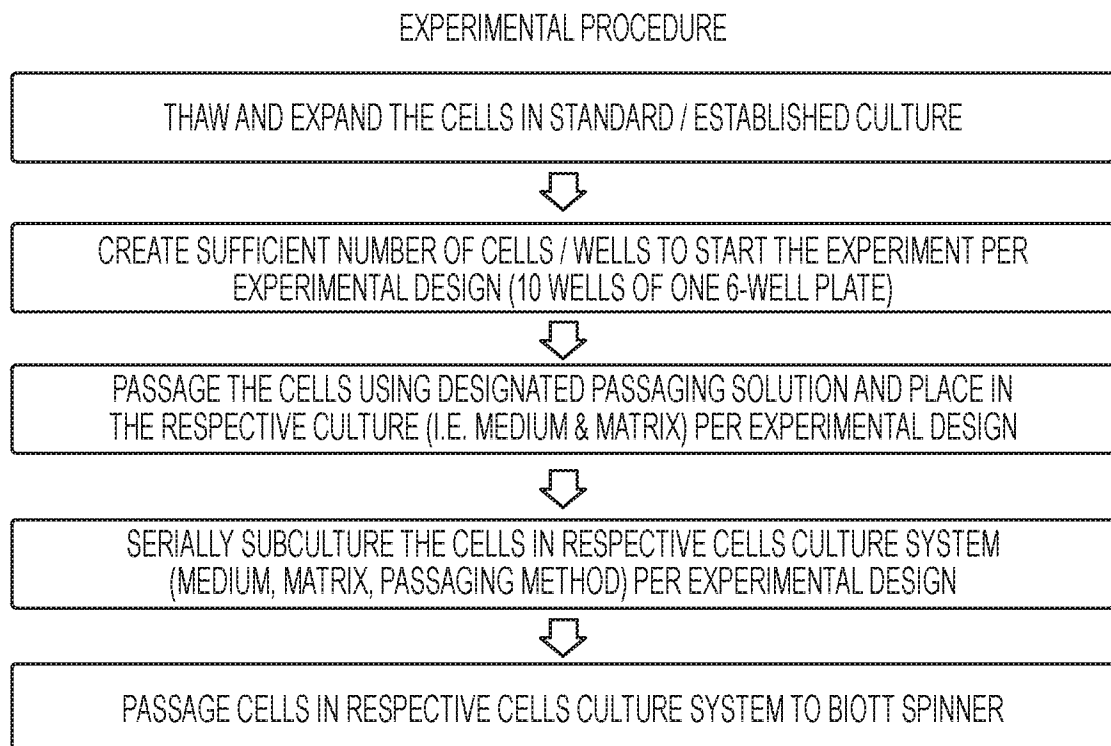 EXPERIMENTAL PROCEDURE
THAW AND EXPAND THE CELLS IN STANDARD / ESTABLISHED CULTURE
CREATE SUFFICIENT NUMBER OF CELLS / WELLS TO START THE EXPERIMENT PER
EXPERIMENTAL DESIGN (10 WELLS OF ONE 6-WELL PLATE)
PASSAGE THE CELLS USING DESIGNATED PASSAGING SOLUTION AND PLACE IN
THE RESPECTIVE CULTURE (I.E. MEDIUM & MATRIX) PER EXPERIMENTAL DESIGN
SERIALLY SUBCULTURE THE CELLS IN RESPECTIVE CELLS CULTURE SYSTEM
(MEDIUM, MATRIX, PASSAGING METHOD) PER EXPERIMENTAL DESIGN
PASSAGE CELLS IN RESPECTIVE CELLS CULTURE SYSTEM TO BIOTT SPINNER